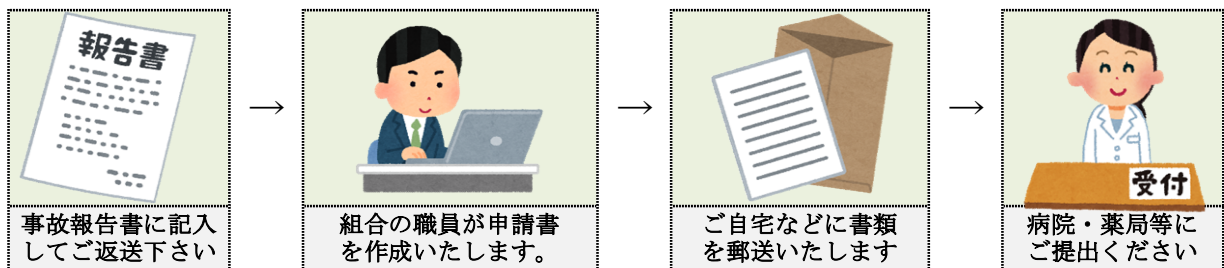 報告書
事故報告書に記入
してご返送下さい
→
組合の職員が申請書
を作成いたします。
→
ご自宅などに書類
を郵送いたします
→
受付
病院・薬局等に
ご提出ください